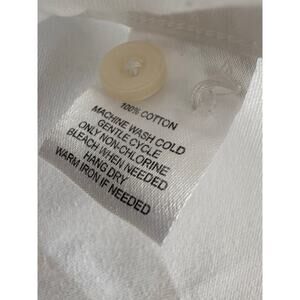 100% COTTON
MACHINE WASH COLD
GENTLE CYCLE
ONLY NON-CHLORINE
BLEACH WHEN NEEDED
HANG DRY
WARM IRON IF NEEDED